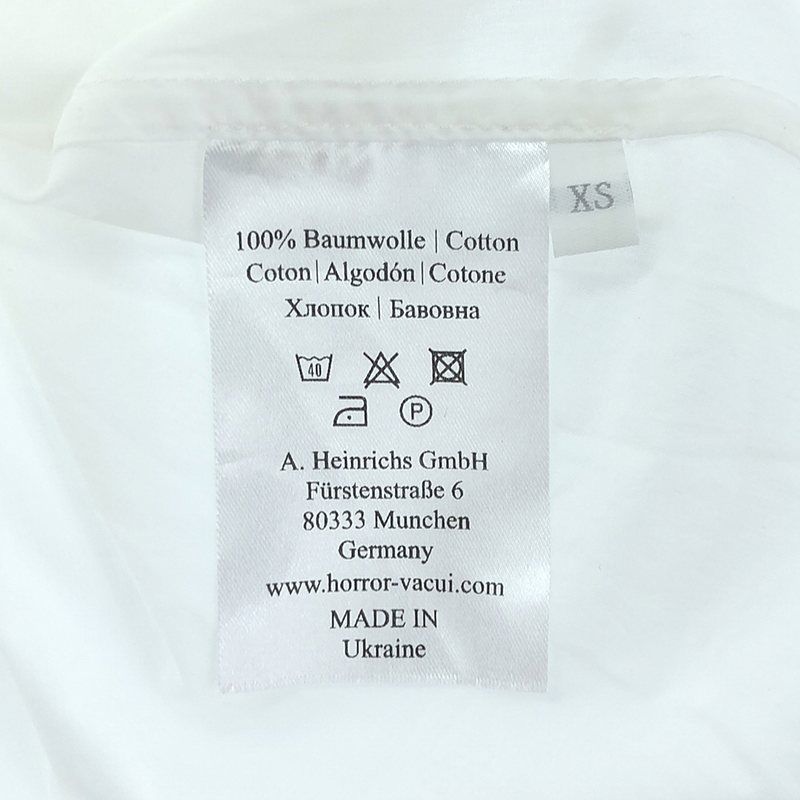 XS
100% Baumwolle | Cotton
Coton | Algodón | Cotone
Хлопок | Бавовна
40
P
A. Heinrichs GmbH
Fürstenstraße 6
80333 Munchen
Germany
www.horror-vacui.com
MADE IN
Ukraine